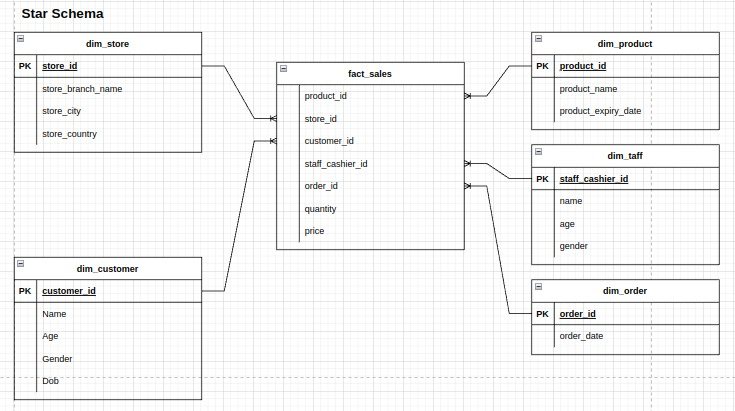 Star Schema
dim_store
PK store_id
store_branch_name
store_city
store_country
fact_sales
product_id
store_id
customer_id
staff_cashier_id
order_id
quantity
price
dim_product
PK product_id
product_name
product_expiry_date
dim_taff
PK staff_cashier_id
name
age
gender
dim_customer
PK customer_id
Name
Age
Gender
Dob
dim_order
PK order_id
order_date